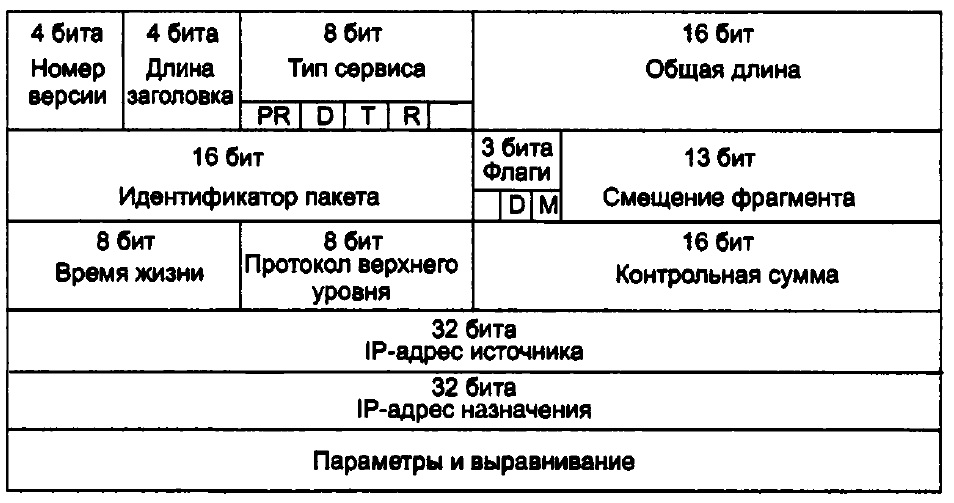 4 бита
Номер
версии
4 бита
Длина
заголовка
8 бит
Тип сервиса
PR D T R
16 бит
Общая длина
16 бит
Идентификатор пакета
3 бита
Флаги
D M
13 бит
Смещение фрагмента
8 бит
Время жизни
8 бит
Протокол верхнего
уровня
16 бит
Контрольная сумма
32 бита
IP-адрес источника
32 бита
IP-адрес назначения
Параметры и выравнивание